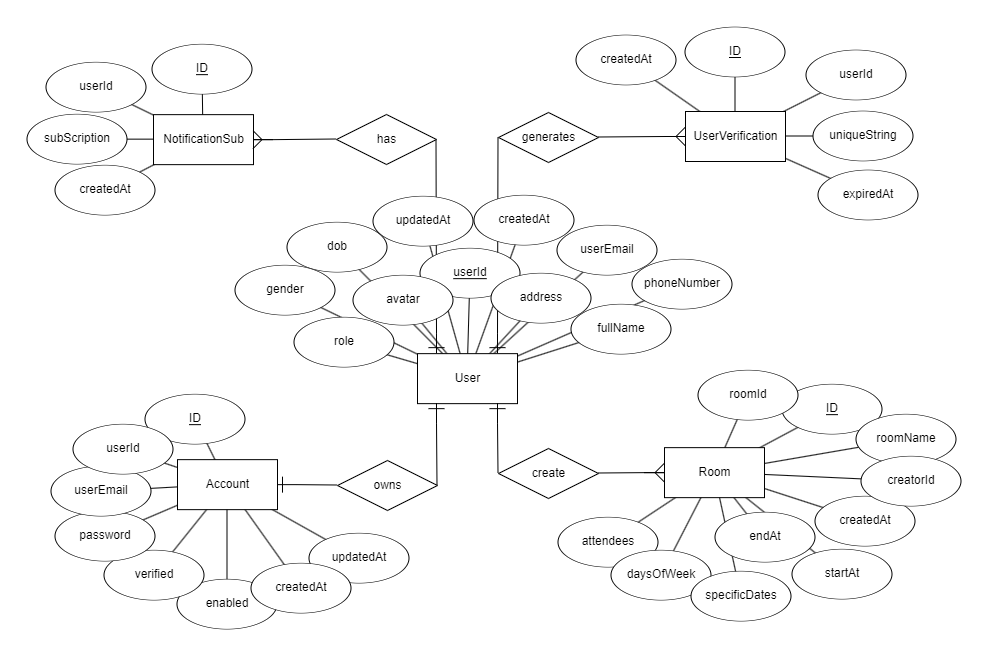 ID
userId
subScription
createdAt
NotificationSub
has
generates
createdAt
ID
userId
uniqueString
expiredAt
UserVerification
updatedAt
createdAt
dob
userEmail
gender
avatar
userId
address
phoneNumber
role
fullName
User
ID
userId
userEmail
password
verified
enabled
createdAt
updatedAt
Account
owns
create
Room
roomId
ID
roomName
creatorId
createdAt
startAt
endAt
specificDates
daysOfWeek
attendees